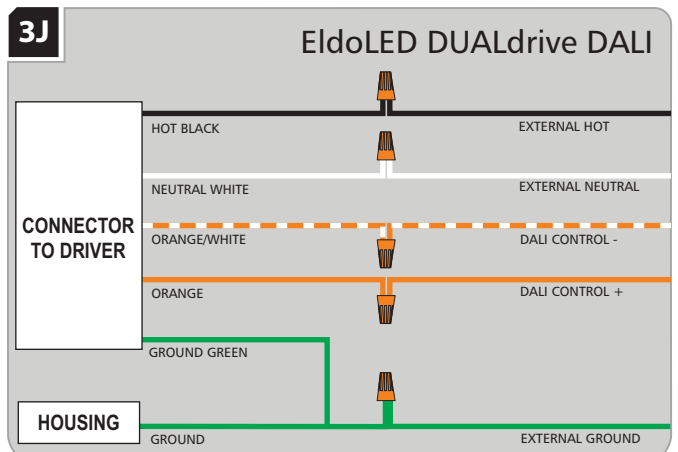 3J
EldoLED DUALdrive DALI
HOT BLACK
EXTERNAL HOT
NEUTRAL WHITE
EXTERNAL NEUTRAL
CONNECTOR
TO DRIVER
ORANGE/WHITE
DALI CONTROL -
ORANGE
DALI CONTROL +
GROUND GREEN
HOUSING
GROUND
EXTERNAL GROUND